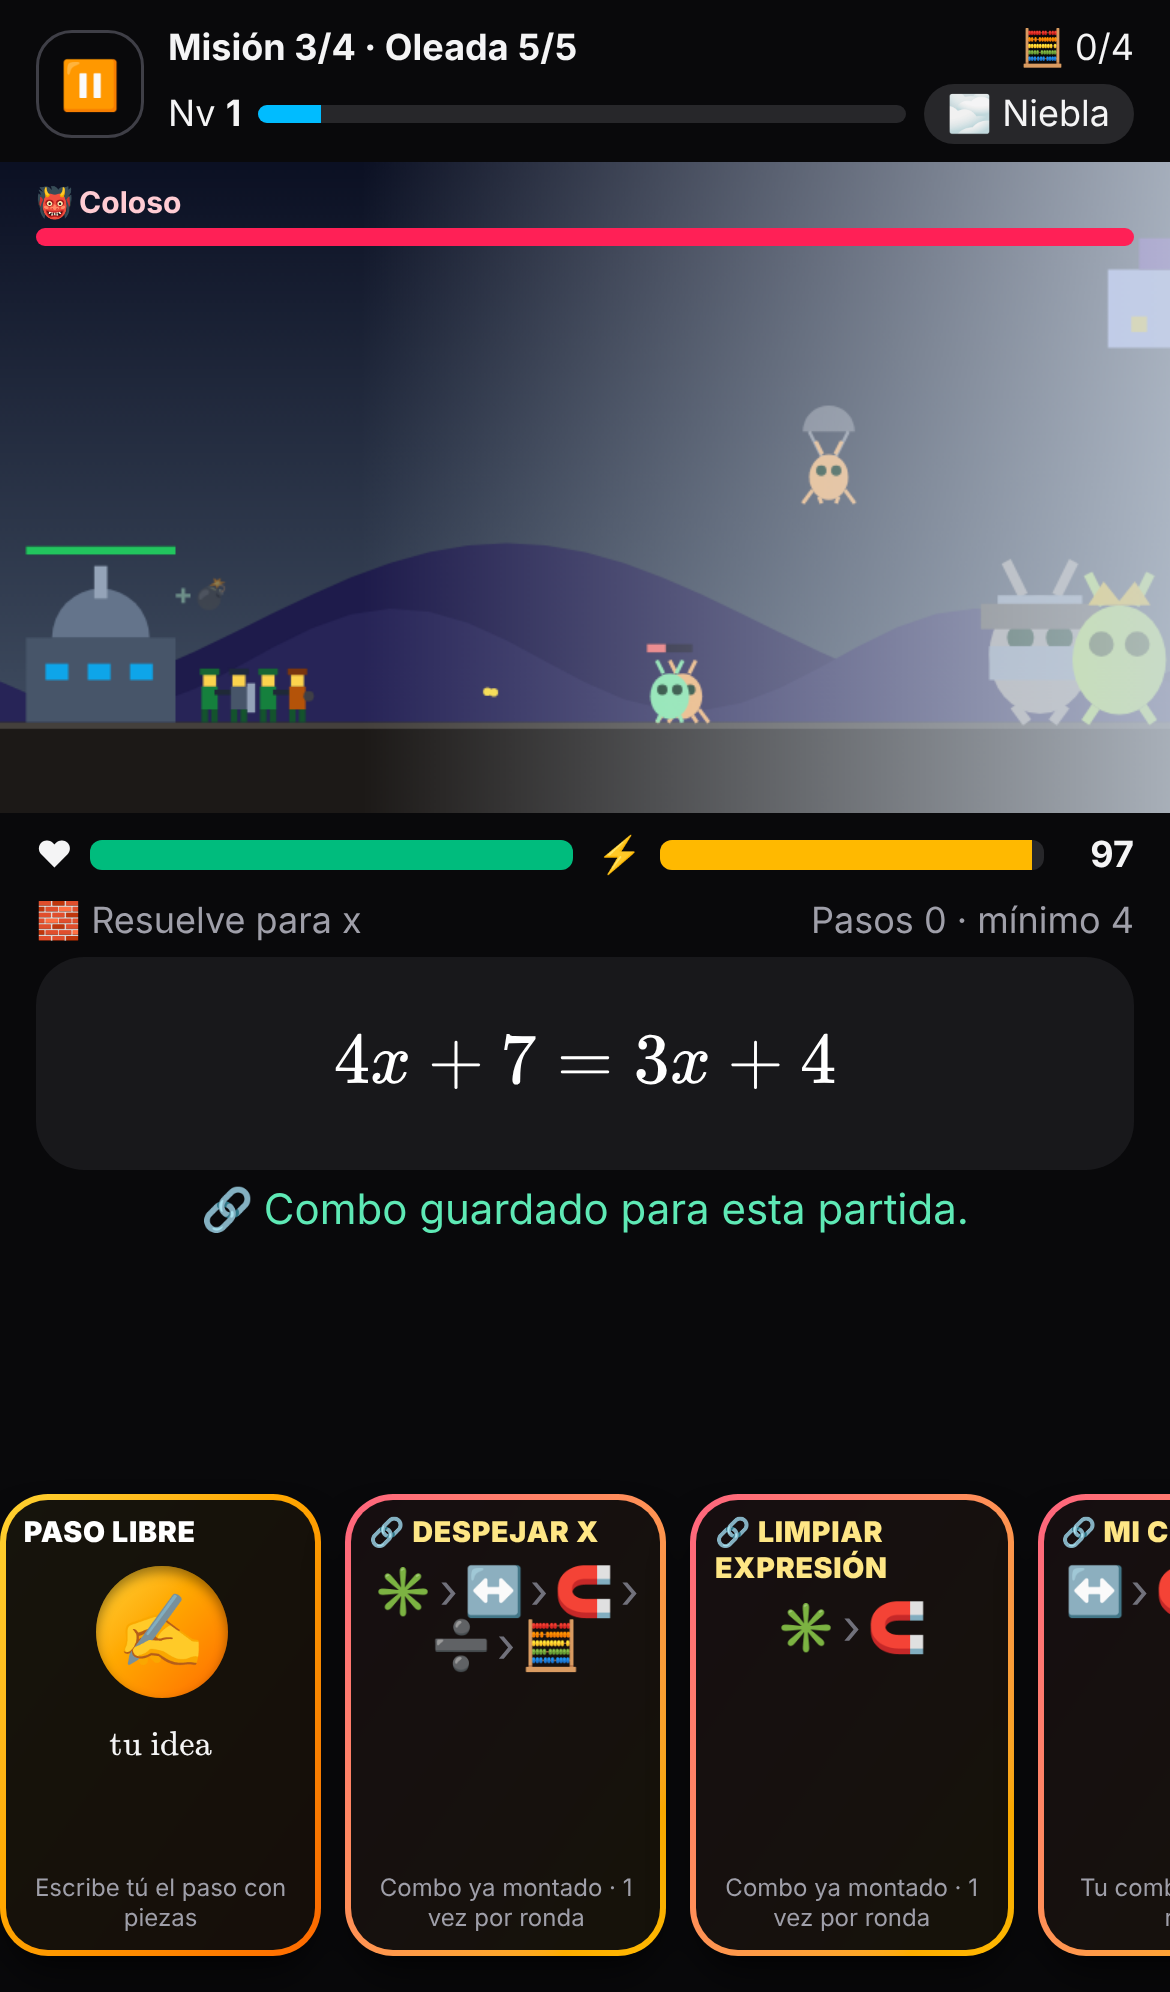 Misión 3/4 · Oleada 5/5
🧮 0/4
Nv 1
🌫️ Niebla
👹 Coloso
+ 💣
97
🧱 Resuelve para x
Pasos 0 · mínimo 4
4x + 7 = 3x + 4
🔗 Combo guardado para esta partida.
PASO LIBRE
tu idea
Escribe tú el paso con
piezas
🔗 DESPEJAR X
Combo ya montado · 1
vez por ronda
🔗 LIMPIAR
EXPRESIÓN
Combo ya montado · 1
vez por ronda
🔗 MI C
Tu comb